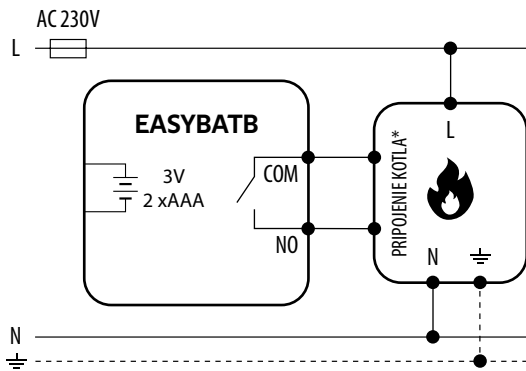 AC 230V
L
EASYBATB
3V
2 xAAA
COM
NO
PRIPOJENIE KOTLA*
L
N
N